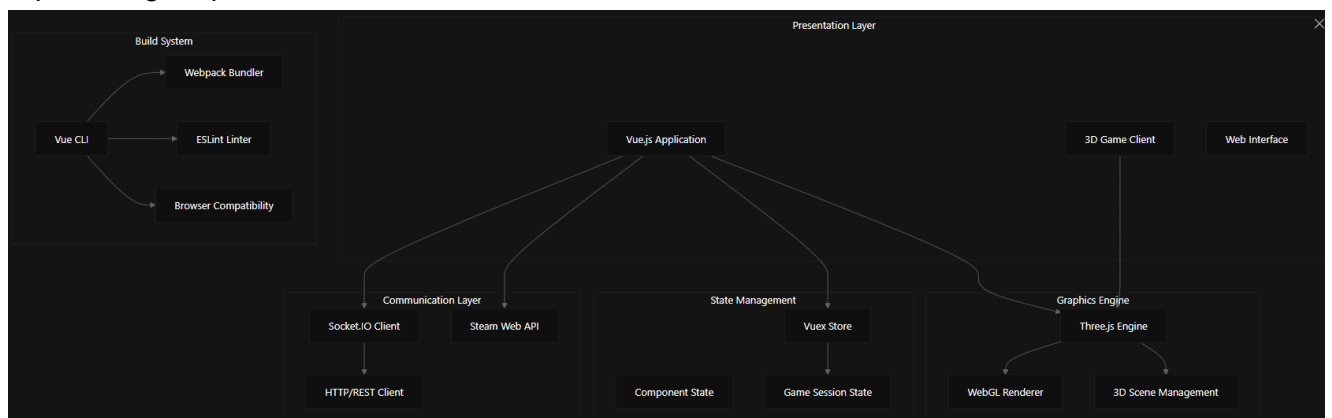 Presentation Layer
Build System
Webpack Bundler
Vue CLI
ESLint Linter
Browser Compatibility
Vue.js Application
3D Game Client
Web Interface
Communication Layer
Socket.IO Client
Steam Web API
HTTP/REST Client
State Management
Vuex Store
Component State
Game Session State
Graphics Engine
Three.js Engine
WebGL Renderer
3D Scene Management